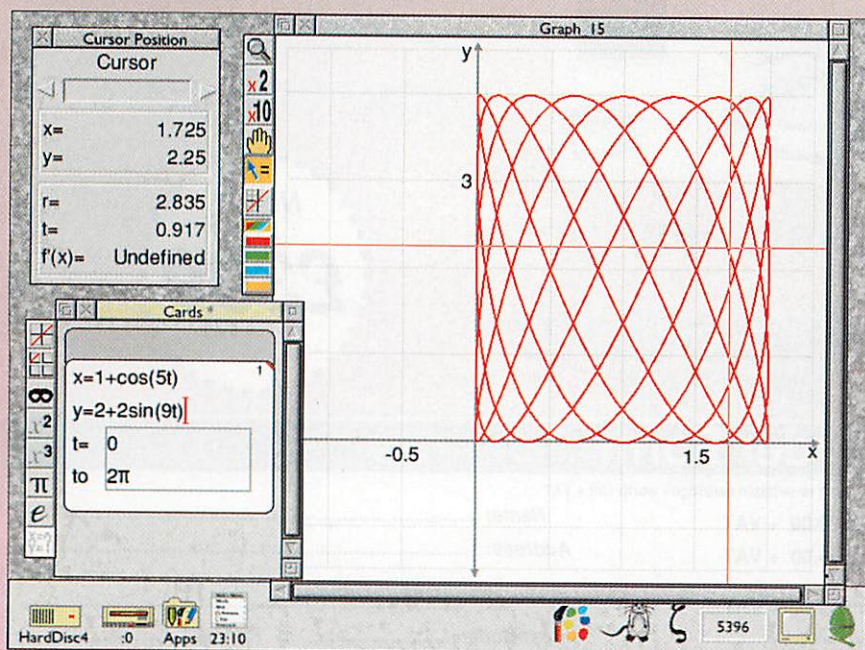 Cursor Position
Cursor
x= 1.725
y= 2.25
r= 2.835
t= 0.917
f'(x)= Undefined
x2
x10
=
Graph 15
y
3
-0.5
1.5
x
Cards *
1
x=1+cos(5t)
y=2+2sin(9t)
t= 0
to 2π
∞
x²
x³
π
e
HardDisc4
:0
Apps
23:10
5396